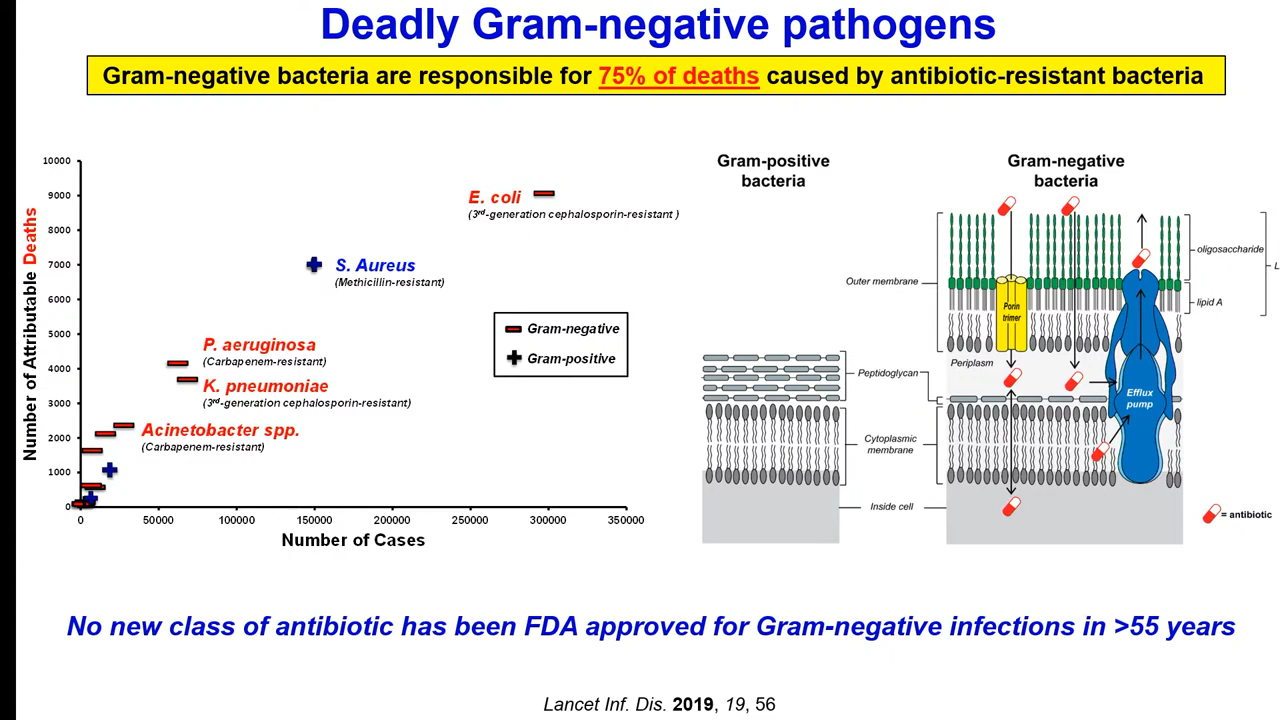 Deadly Gram-negative pathogens
Gram-negative bacteria are responsible for 75% of deaths caused by antibiotic-resistant bacteria
Number of Attributable Deaths
10000
9000
8000
7000
6000
5000
4000
3000
2000
1000
0
E. coli
(3rd-generation cephalosporin-resistant )
S. Aureus
(Methicillin-resistant)
P. aeruginosa
(Carbapenem-resistant)
K. pneumoniae
(3rd-generation cephalosporin-resistant)
Acinetobacter spp.
(Carbapenem-resistant)
Gram-negative
Gram-positive
0 50000 100000 150000 200000 250000 300000 350000
Number of Cases
Gram-positive
bacteria
Gram-negative
bacteria
Outer membrane
oligosaccharide
L
lipid A
Porin
trimer
Periplasm
Peptidoglycan
Efflux
pump
Cytoplasmic
membrane
Inside cell
= antibiotic
No new class of antibiotic has been FDA approved for Gram-negative infections in >55 years
Lancet Inf. Dis. 2019, 19, 56